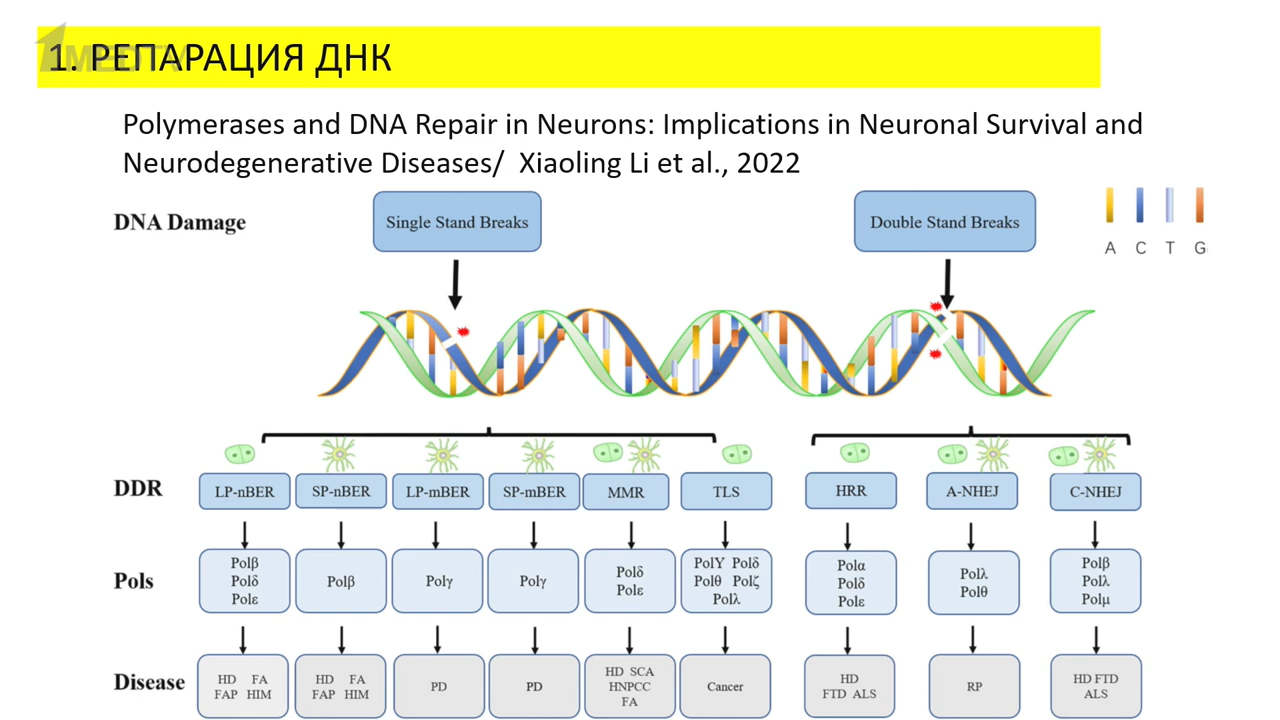 1. РЕПАРАЦИЯ ДНК
1MEDTV
Polymerases and DNA Repair in Neurons: Implications in Neuronal Survival and
Neurodegenerative Diseases/ Xiaoling Li et al., 2022
DNA Damage
Single Stand Breaks
Double Stand Breaks
A C T G
DDR
LP-nBER
SP-nBER
LP-mBER
SP-mBER
MMR
TLS
HRR
A-NHEJ
C-NHEJ
Pols
Polβ
Polδ
Polε
Polβ
Polγ
Polγ
Polδ
Polε
PolY Polδ
Polθ Polζ
Polλ
Polα
Polδ
Polε
Polλ
Polθ
Polβ
Polλ
Polμ
Disease
HD FA
FAP HIM
HD FA
FAP HIM
PD
PD
HD SCA
HNPCC
FA
Cancer
HD
FTD ALS
RP
HD FTD
ALS